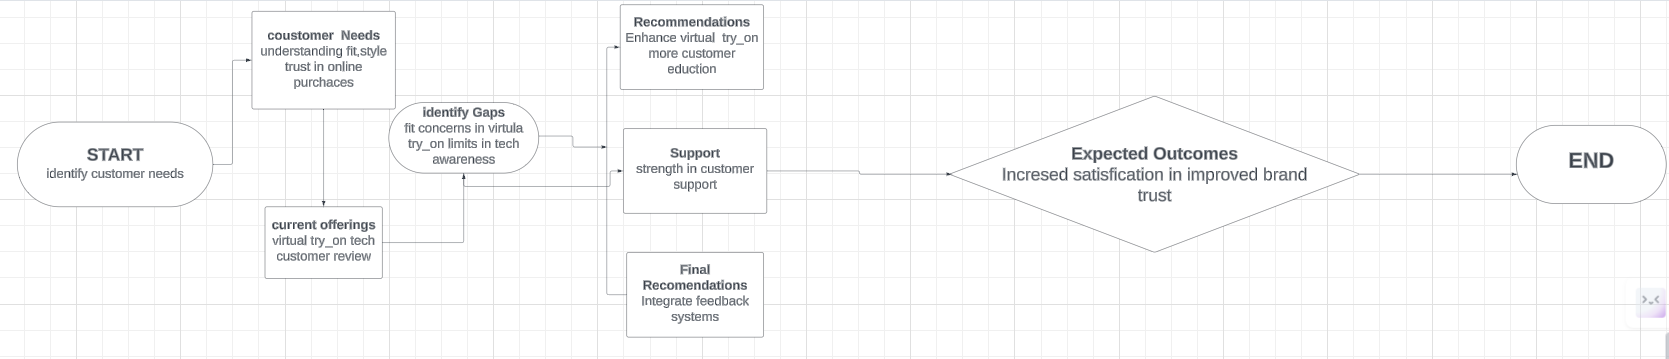 START
identify customer needs
coustomer Needs
understanding fit,style
trust in online
purchaces
current offerings
virtual try_on tech
customer review
identify Gaps
fit concerns in virtula
try_on limits in tech
awareness
Recommendations
Enhance virtual try_on
more customer
eduction
Support
strength in customer
support
Final
Recomendations
Integrate feedback
systems
Expected Outcomes
Incresed satisfication in improved brand
trust
END